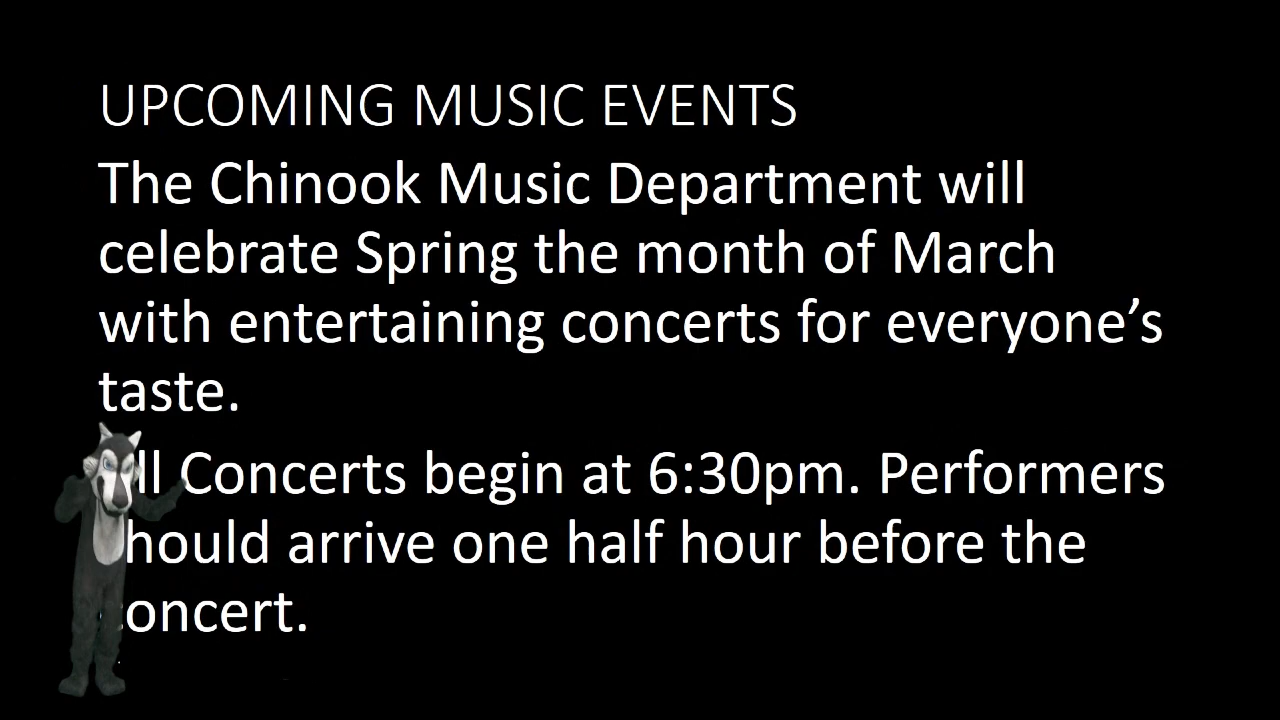 UPCOMING MUSIC EVENTS
The Chinook Music Department will
celebrate Spring the month of March
with entertaining concerts for everyone’s
taste.
ll Concerts begin at 6:30pm. Performers
hould arrive one half hour before the
oncert.